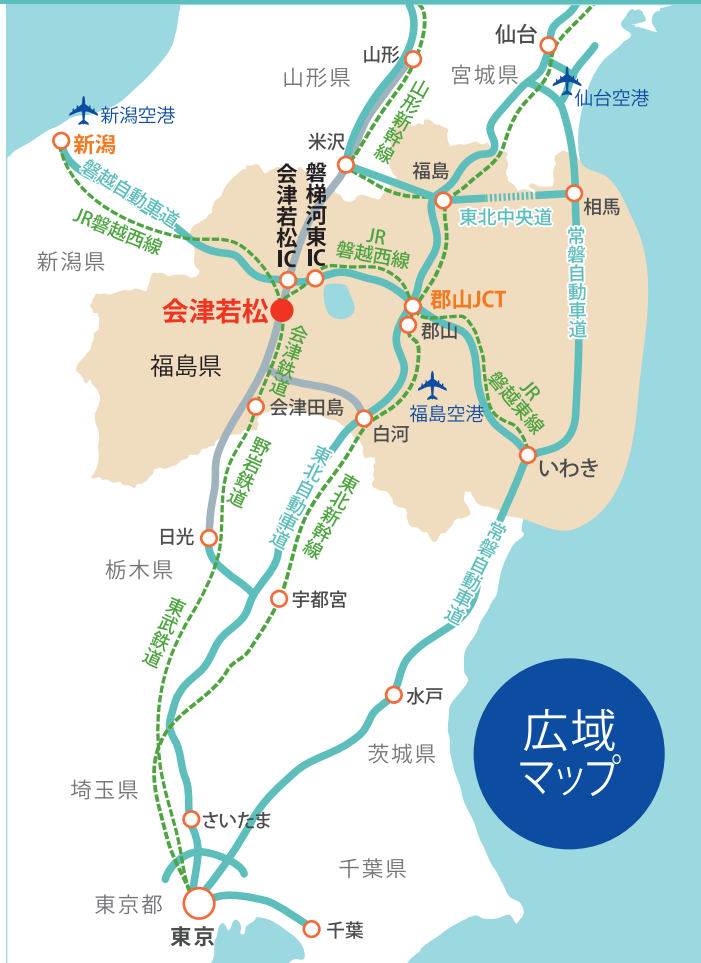 仙台
山形
宮城県
山形県
山形新幹線
仙台空港
新潟空港
新潟
米沢
福島
磐越自動車道
会津若松IC
磐梯河東IC
相馬
東北中央道
JR磐越西線
JR
磐越西線
常磐自動車道
新潟県
会津若松
郡山JCT
郡山
会津鉄道
福島県
JR
磐越東線
福島空港
会津田島
白河
いわき
野岩鉄道
東北自動車道
東北新幹線
日光
常磐自動車道
栃木県
宇都宮
東武鉄道
水戸
広域
マップ
茨城県
埼玉県
さいたま
千葉県
東京都
千葉
東京